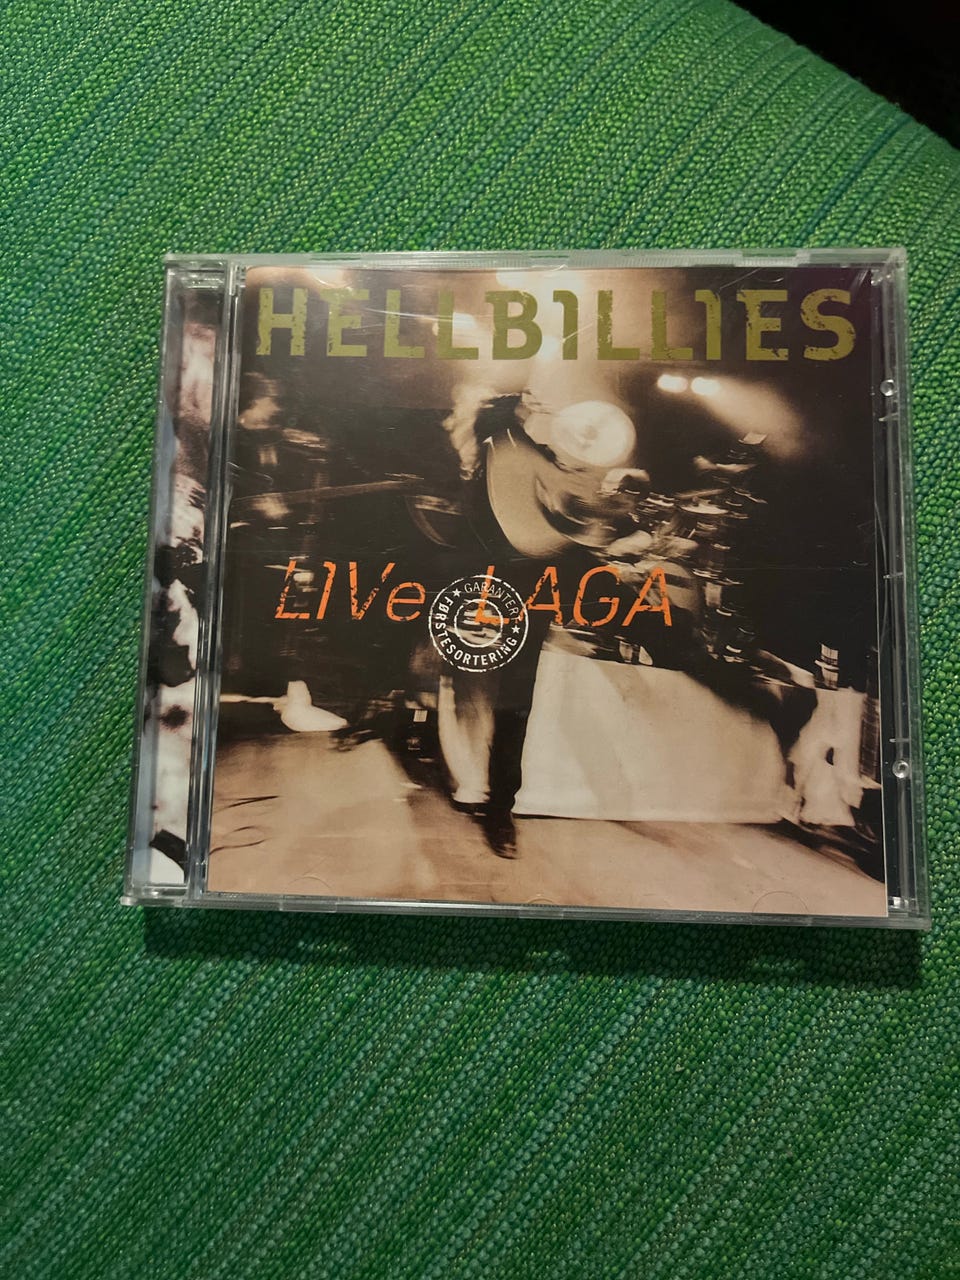 HELLBILLIES
LIVe LAGA
GARANTERT
FØRSTESORTERING